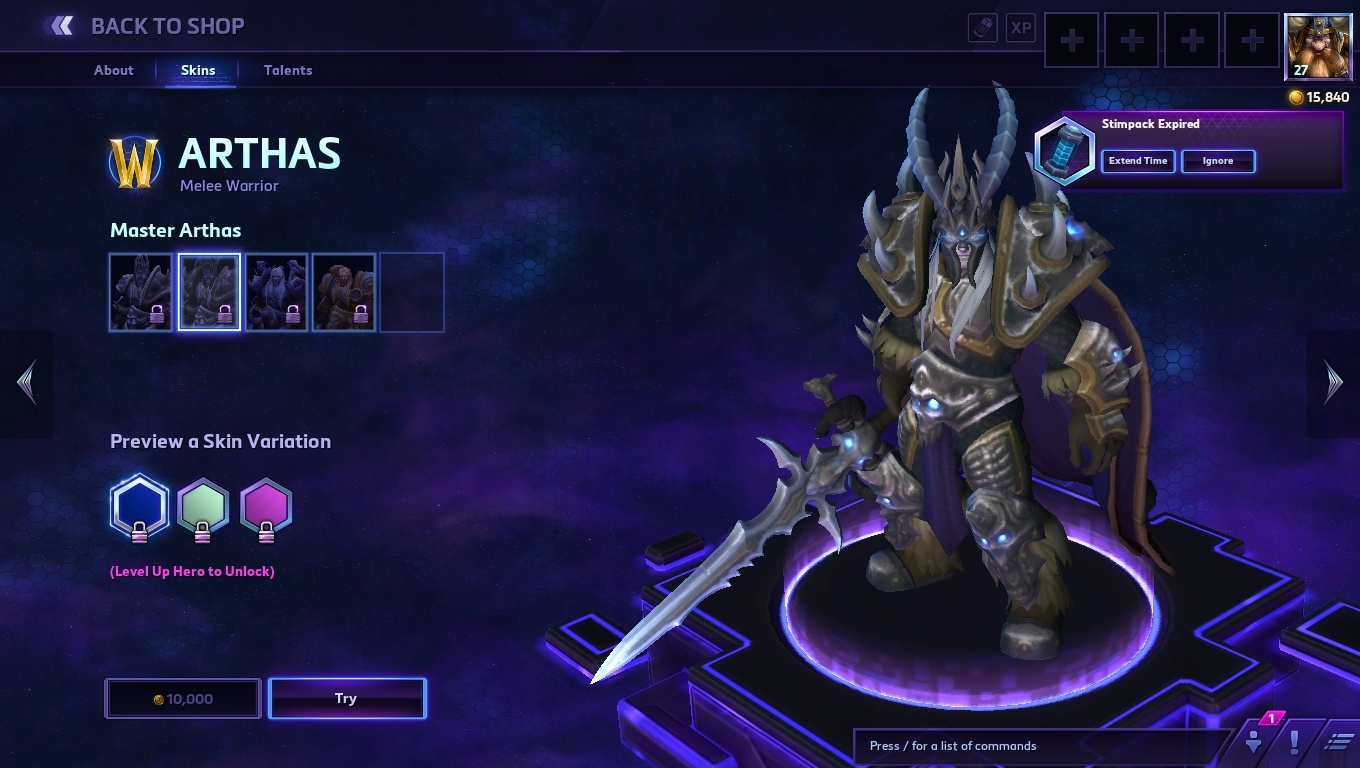 BACK TO SHOP
XP
About
Skins
Talents
27
15,840
Stimpack Expired
Extend Time
Ignore
W
ARTHAS
Melee Warrior
Master Arthas
Preview a Skin Variation
(Level Up Hero to Unlock)
10,000
Try
Press / for a list of commands
1